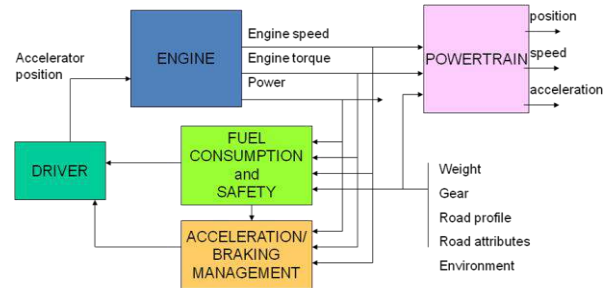 position
Engine speed
Accelerator
position
ENGINE
Engine torque
POWERTRAIN
speed
Power
acceleration
FUEL
CONSUMPTION
and
SAFETY
DRIVER
Weight
Gear
Road profile
Road attributes
Environment
ACCELERATION/
BRAKING
MANAGEMENT